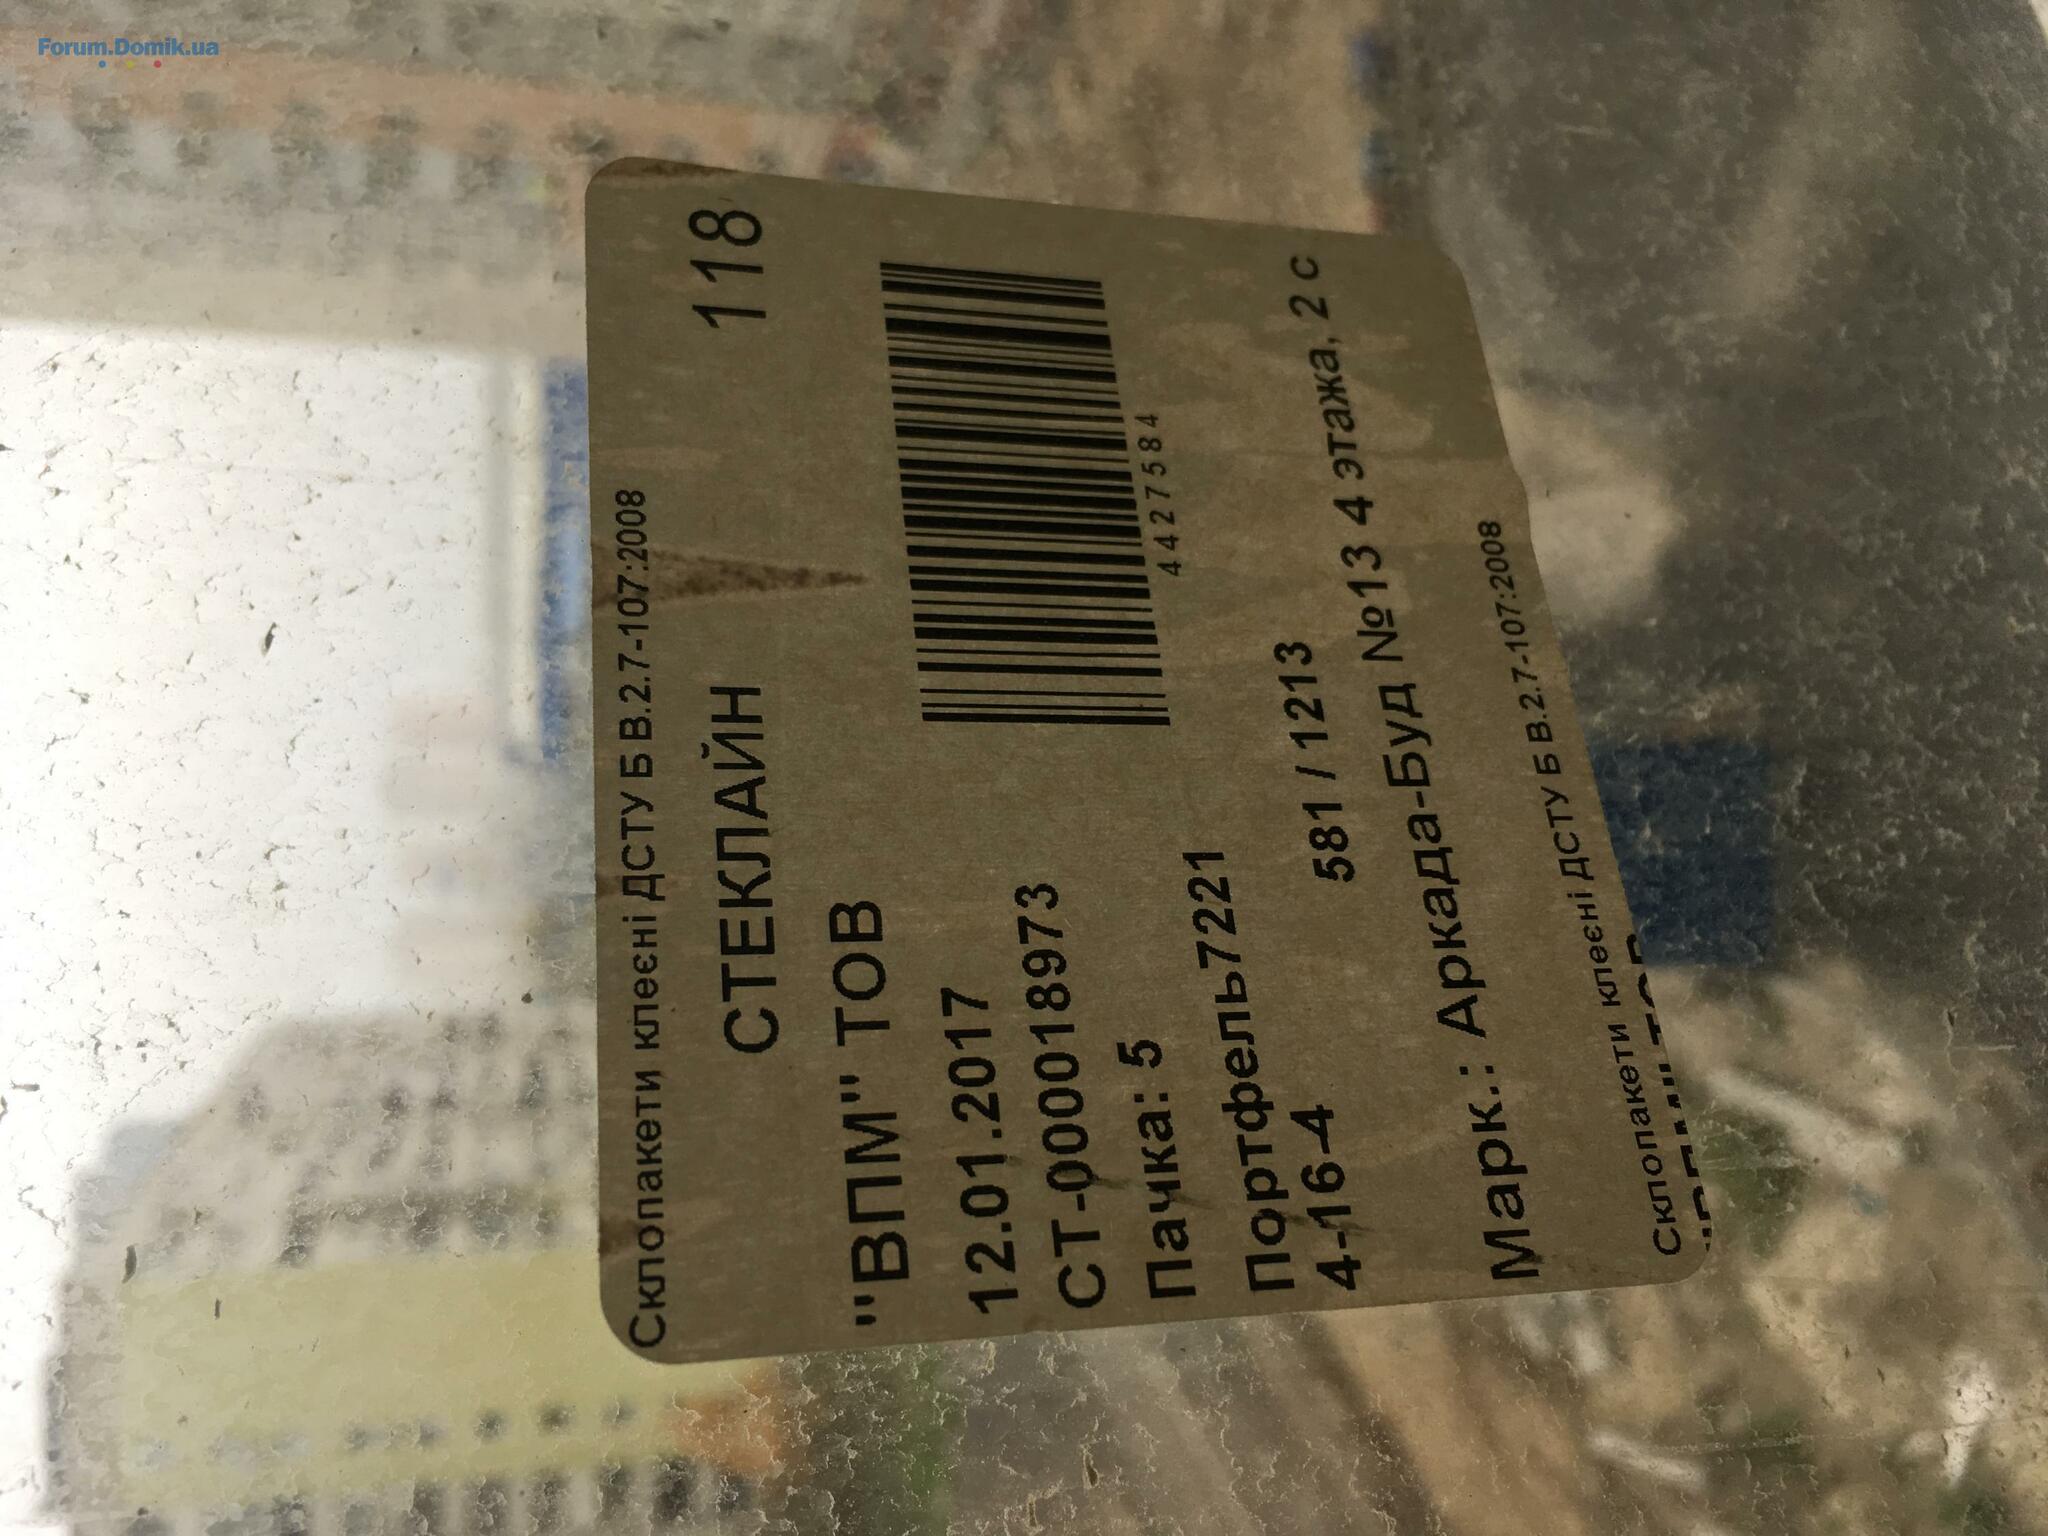 Forum.Domik.ua
Склопакети клеєні ДСТУ Б В.2.7-107:2008
СТЕКЛАЙН 118
"ВПМ" ТОВ
12.01.2017
СТ-000018973
Пачка: 5
4427584
Портфель7221
4-16-4 581 / 1213
Марк.: Аркада-Буд №13 4 этажа, 2 с
Склопакети клеєні ДСТУ Б В.2.7-107:2008